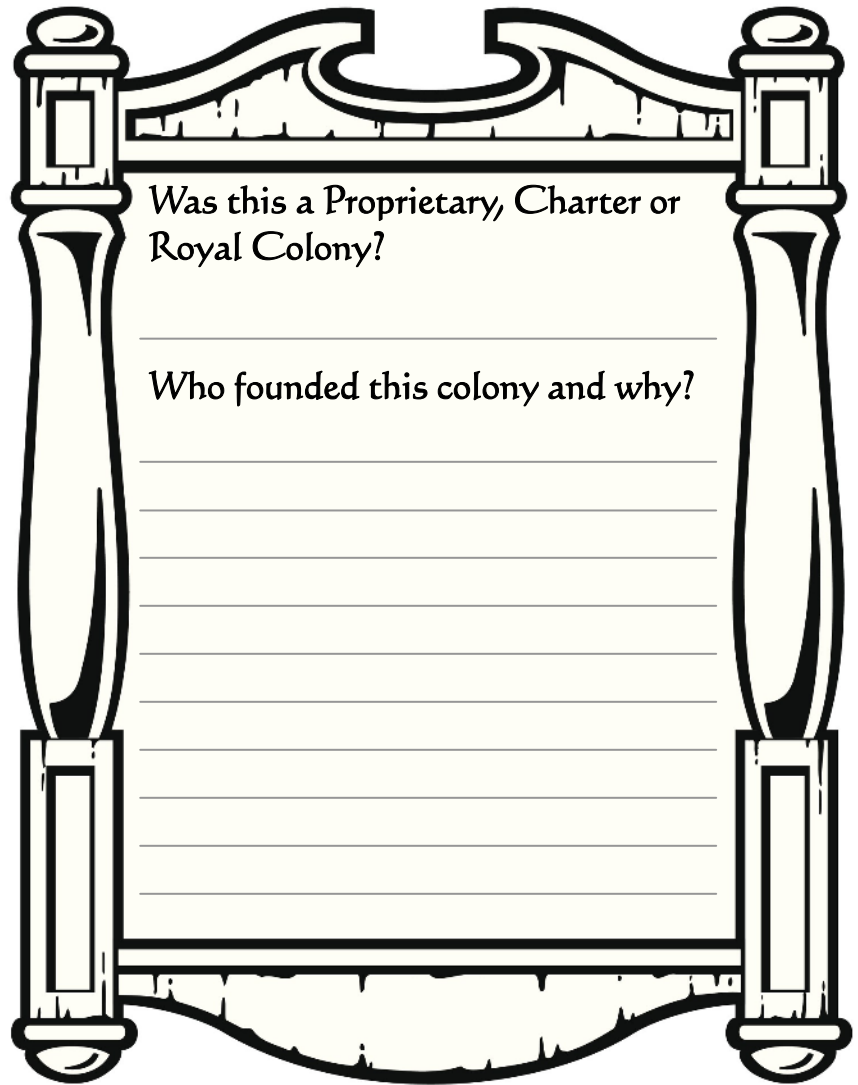 Was this a Proprietary, Charter or
Royal Colony?
Who founded this colony and why?